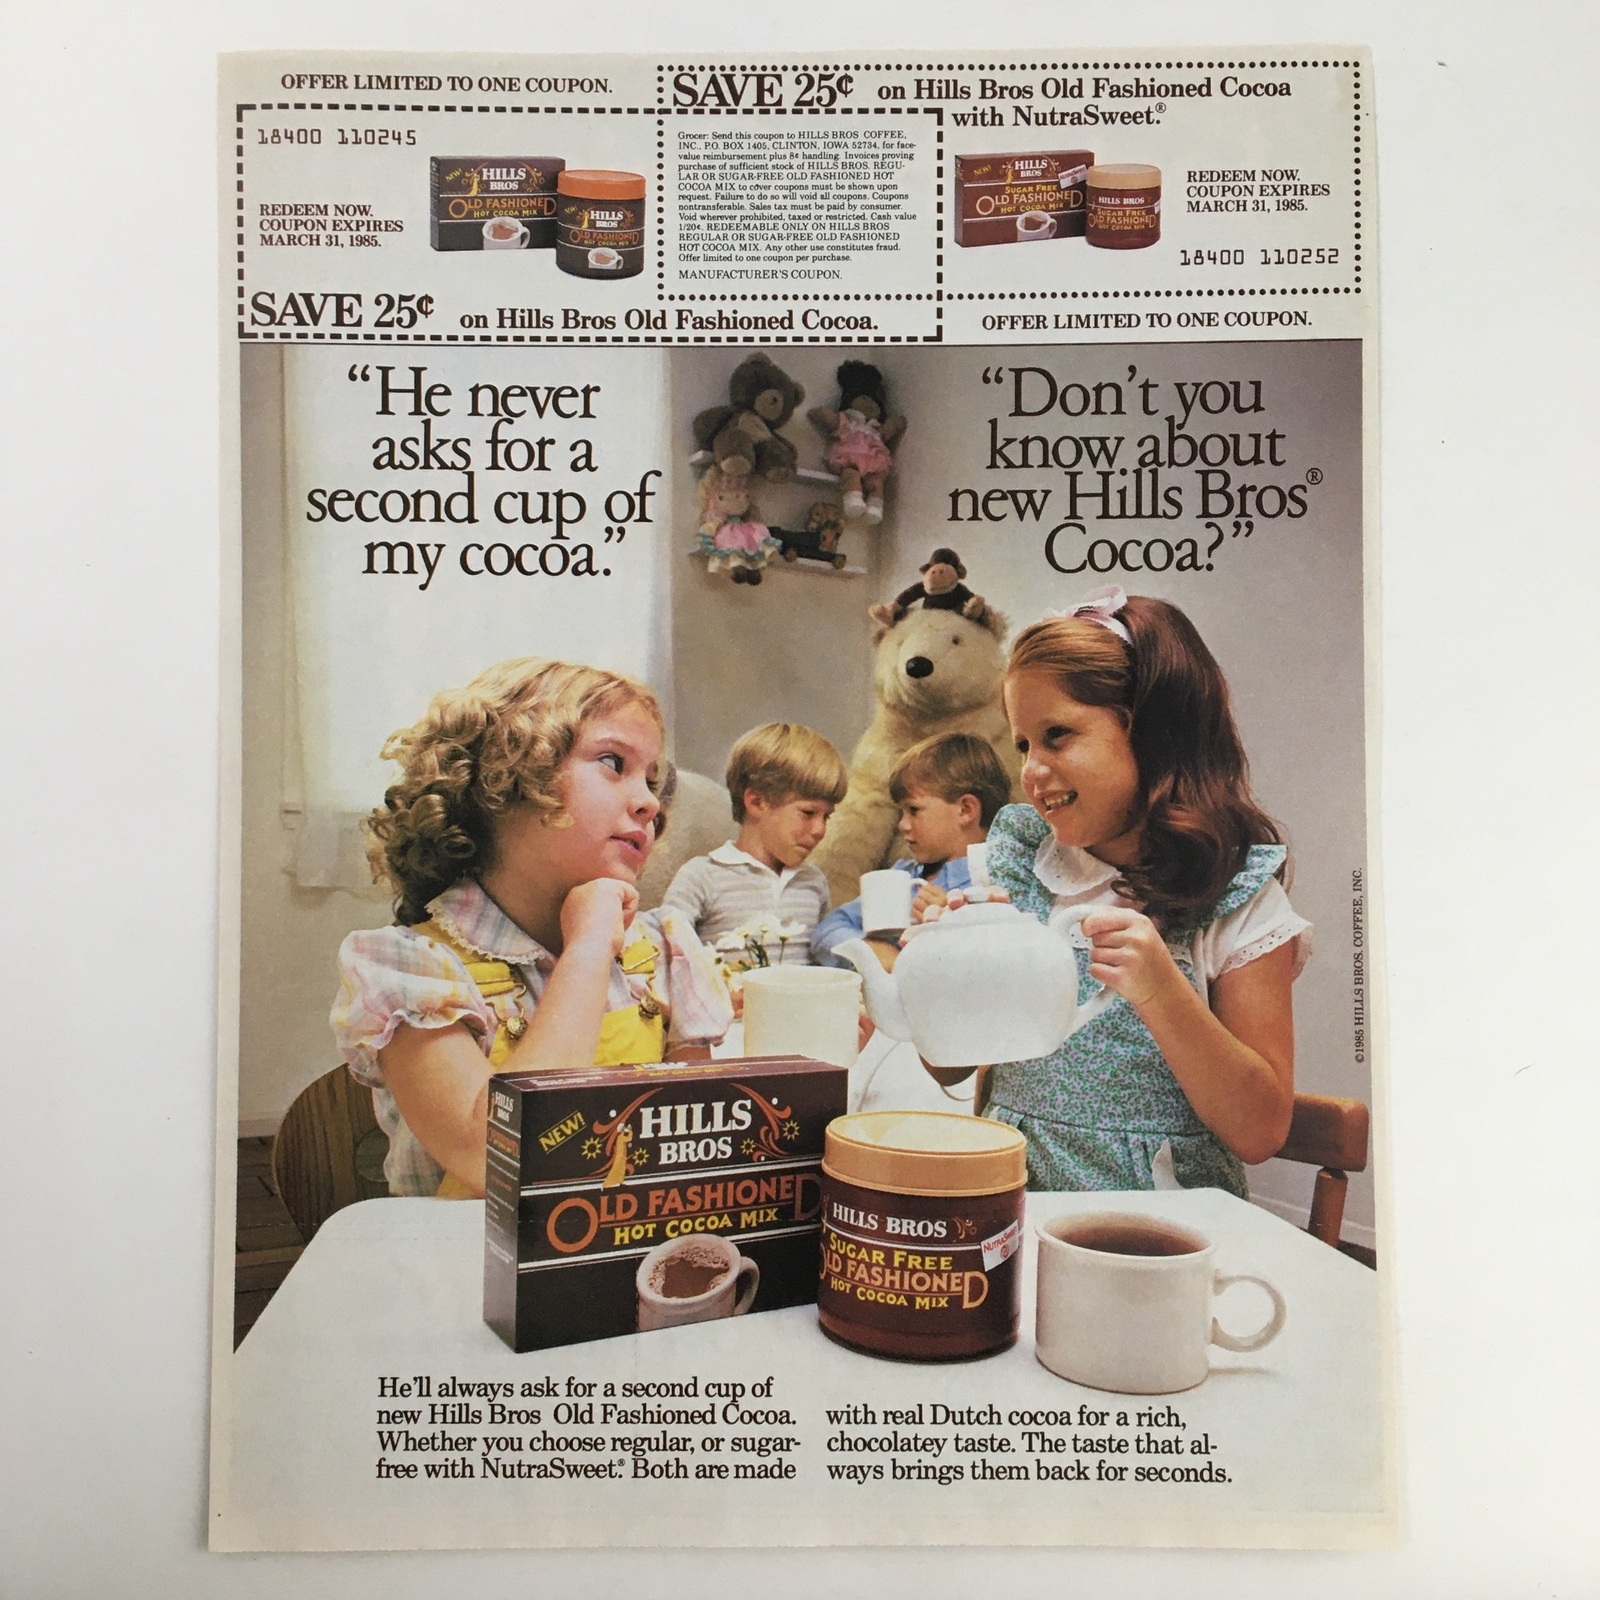 OFFER LIMITED TO ONE COUPON.
18400 110245
REDEEM NOW.
COUPON EXPIRES
MARCH 31, 1985.
NEW!
HILLS
BROS
OLD FASHIONED
HOT COCOA MIX
HILLS
BROS
OLD FASHIONED
HOT COCOA MIX
SAVE 25¢ on Hills Bros Old Fashioned Cocoa.
Grocer: Send this coupon to HILLS BROS COFFEE,
INC., P.O. BOX 1405, CLINTON, IOWA 52734, for face-
value reimbursement plus 8¢ handling. Invoices proving
purchase of sufficient stock of HILLS BROS. REGU-
LAR OR SUGAR-FREE OLD FASHIONED HOT
COCOA MIX to cover coupons must be shown upon
request. Failure to do so will void all coupons. Coupons
nontransferable. Sales tax must be paid by consumer.
Void wherever prohibited, taxed or restricted. Cash value
1/20¢. REDEEMABLE ONLY ON HILLS BROS
REGULAR OR SUGAR-FREE OLD FASHIONED
HOT COCOA MIX. Any other use constitutes fraud.
Offer limited to one coupon per purchase.
MANUFACTURER'S COUPON.
SAVE 25¢ on Hills Bros Old Fashioned Cocoa
with NutraSweet.®
NEW!
HILLS
BROS
SUGAR FREE
OLD FASHIONED
HOT COCOA MIX
HILLS BROS
SUGAR FREE
OLD FASHIONED
HOT COCOA MIX
REDEEM NOW.
COUPON EXPIRES
MARCH 31, 1985.
18400 110252
OFFER LIMITED TO ONE COUPON.
“He never
asks for a
second cup of
my cocoa.”
“Don't you
know about
new Hills Bros®
Cocoa?”
©1985 HILLS BROS. COFFEE, INC.
HILLS
BROS
NEW!
HILLS
BROS
OLD FASHIONED
HOT COCOA MIX
HILLS BROS
NUTRASWEET
SUGAR FREE
OLD FASHIONED
HOT COCOA MIX
He'll always ask for a second cup of
new Hills Bros Old Fashioned Cocoa.
Whether you choose regular, or sugar-
free with NutraSweet.® Both are made
with real Dutch cocoa for a rich,
chocolatey taste. The taste that al-
ways brings them back for seconds.